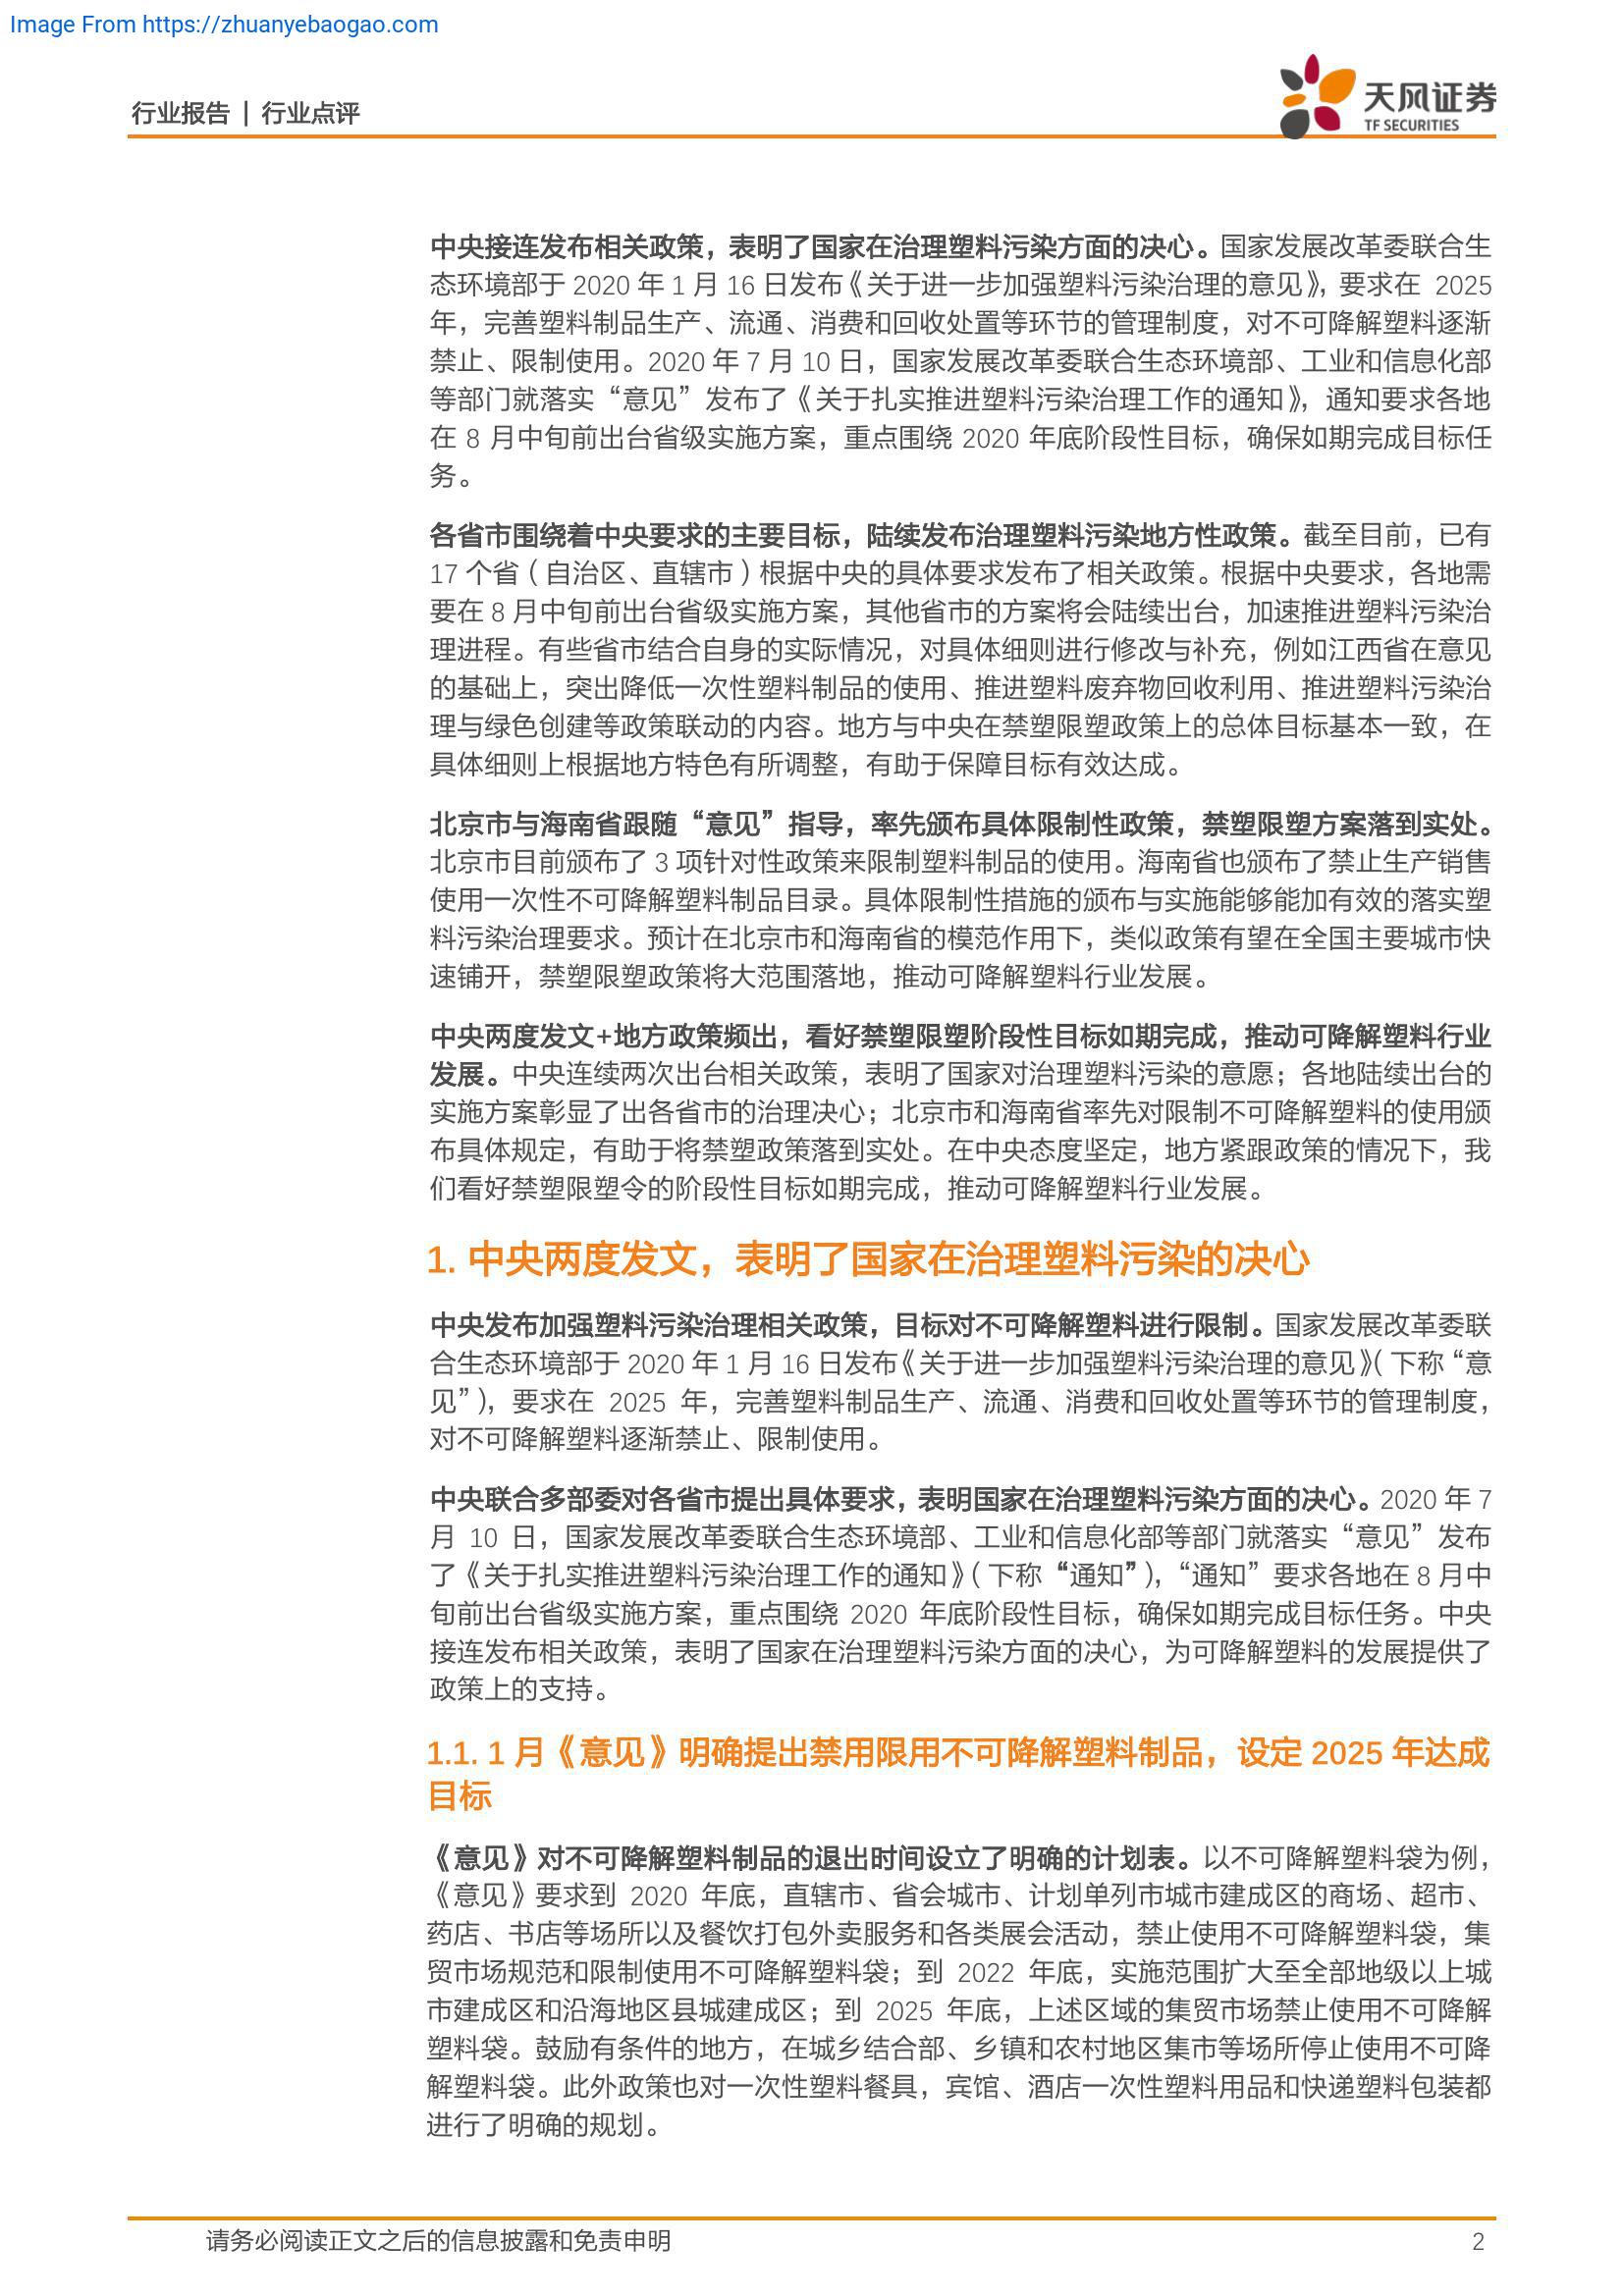 Image From https://zhuanyebaogao.com
行业报告 | 行业点评
天风证券
TF SECURITIES
中央接连发布相关政策，表明了国家在治理塑料污染方面的决心。国家发展改革委联合生
态环境部于 2020 年 1 月 16 日发布《关于进一步加强塑料污染治理的意见》，要求在 2025
年，完善塑料制品生产、流通、消费和回收处置等环节的管理制度，对不可降解塑料逐渐
禁止、限制使用。2020 年 7 月 10 日，国家发展改革委联合生态环境部、工业和信息化部
等部门就落实“意见”发布了《关于扎实推进塑料污染治理工作的通知》，通知要求各地
在 8 月中旬前出台省级实施方案，重点围绕 2020 年底阶段性目标，确保如期完成目标任
务。
各省市围绕着中央要求的主要目标，陆续发布治理塑料污染地方性政策。截至目前，已有
17 个省（自治区、直辖市）根据中央的具体要求发布了相关政策。根据中央要求，各地需
要在 8 月中旬前出台省级实施方案，其他省市的方案将会陆续出台，加速推进塑料污染治
理进程。有些省市结合自身的实际情况，对具体细则进行修改与补充，例如江西省在意见
的基础上，突出降低一次性塑料制品的使用、推进塑料废弃物回收利用、推进塑料污染治
理与绿色创建等政策联动的内容。地方与中央在禁塑限塑政策上的总体目标基本一致，在
具体细则上根据地方特色有所调整，有助于保障目标有效达成。
北京市与海南省跟随“意见”指导，率先颁布具体限制性政策，禁塑限塑方案落到实处。
北京市目前颁布了 3 项针对性政策来限制塑料制品的使用。海南省也颁布了禁止生产销售
使用一次性不可降解塑料制品目录。具体限制性措施的颁布与实施能够能加有效的落实塑
料污染治理要求。预计在北京市和海南省的模范作用下，类似政策有望在全国主要城市快
速铺开，禁塑限塑政策将大范围落地，推动可降解塑料行业发展。
中央两度发文+地方政策频出，看好禁塑限塑阶段性目标如期完成，推动可降解塑料行业
发展。中央连续两次出台相关政策，表明了国家对治理塑料污染的意愿；各地陆续出台的
实施方案彰显了出各省市的治理决心；北京市和海南省率先对限制不可降解塑料的使用颁
布具体规定，有助于将禁塑政策落到实处。在中央态度坚定，地方紧跟政策的情况下，我
们看好禁塑限塑令的阶段性目标如期完成，推动可降解塑料行业发展。
1. 中央两度发文，表明了国家在治理塑料污染的决心
中央发布加强塑料污染治理相关政策，目标对不可降解塑料进行限制。国家发展改革委联
合生态环境部于 2020 年 1 月 16 日发布《关于进一步加强塑料污染治理的意见》（下称“意
见”），要求在 2025 年，完善塑料制品生产、流通、消费和回收处置等环节的管理制度，
对不可降解塑料逐渐禁止、限制使用。
中央联合多部委对各省市提出具体要求，表明国家在治理塑料污染方面的决心。2020 年 7
月 10 日，国家发展改革委联合生态环境部、工业和信息化部等部门就落实“意见”发布
了《关于扎实推进塑料污染治理工作的通知》（下称“通知”），“通知”要求各地在 8 月中
旬前出台省级实施方案，重点围绕 2020 年底阶段性目标，确保如期完成目标任务。中央
接连发布相关政策，表明了国家在治理塑料污染方面的决心，为可降解塑料的发展提供了
政策上的支持。
1.1. 1 月《意见》明确提出禁用限用不可降解塑料制品，设定 2025 年达成
目标
《意见》对不可降解塑料制品的退出时间设立了明确的计划表。以不可降解塑料袋为例，
《意见》要求到 2020 年底，直辖市、省会城市、计划单列市城市建成区的商场、超市、
药店、书店等场所以及餐饮打包外卖服务和各类展会活动，禁止使用不可降解塑料袋，集
贸市场规范和限制使用不可降解塑料袋；到 2022 年底，实施范围扩大至全部地级以上城
市建成区和沿海地区县城建成区；到 2025 年底，上述区域的集贸市场禁止使用不可降解
塑料袋。鼓励有条件的地方，在城乡结合部、乡镇和农村地区集市等场所停止使用不可降
解塑料袋。此外政策也对一次性塑料餐具，宾馆、酒店一次性塑料用品和快递塑料包装都
进行了明确的规划。
请务必阅读正文之后的信息披露和免责申明
2